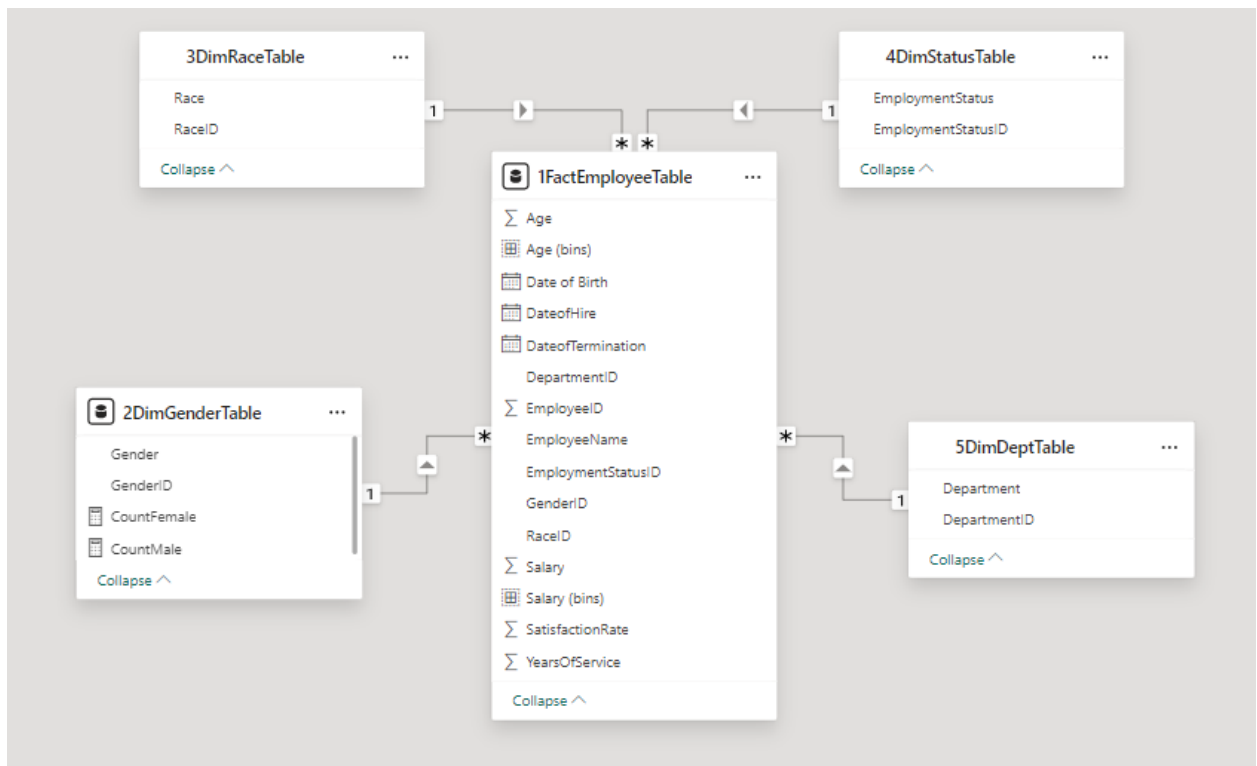 3DimRaceTable ...
Race
RaceID
Collapse
4DimStatusTable ...
EmploymentStatus
EmploymentStatusID
Collapse
1 1
* *
1FactEmployeeTable ...
Age
Age (bins)
Date of Birth
DateofHire
DateofTermination
DepartmentID
EmployeeID
EmployeeName
EmploymentStatusID
GenderID
RaceID
Salary
Salary (bins)
SatisfactionRate
YearsOfService
Collapse
2DimGenderTable ...
Gender
GenderID
CountFemale
CountMale
Collapse
1 *
5DimDeptTable ...
Department
DepartmentID
Collapse
* 1